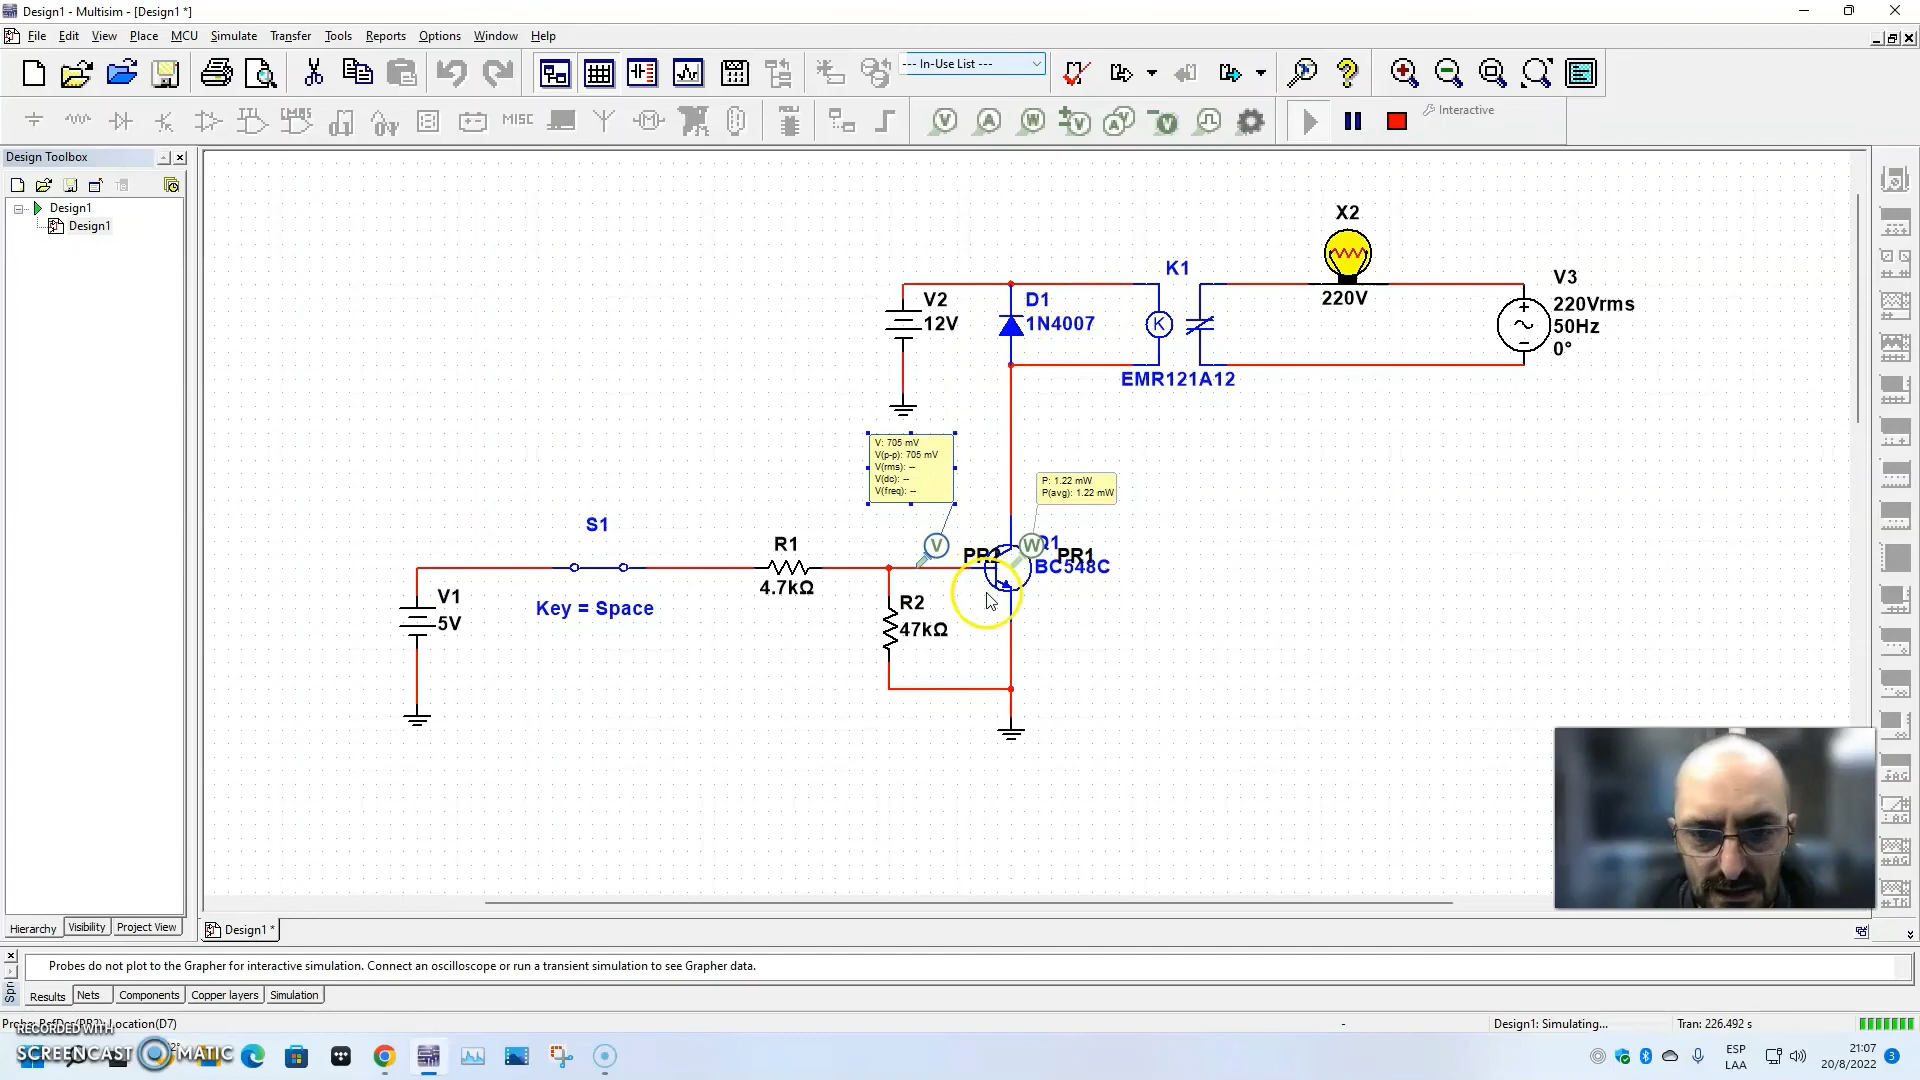 Design1 - Multisim - [Design1 *]
File Edit View Place MCU Simulate Transfer Tools Reports Options Window Help
--- In-Use List ---
MISC
V A W V A V V
Interactive
Design Toolbox
Design1
Design1
X2
K1
V3
V2
12V
D1
1N4007
K
220V
220Vrms
50Hz
0°
EMR121A12
V: 705 mV
V(p-p): 705 mV
V(rms): --
V(dc): --
V(freq): --
P: 1.22 mW
P(avg): 1.22 mW
S1
R1
V
W
Q1
PR1
BC548C
4.7kΩ
V1
5V
Key = Space
R2
47kΩ
Hierarchy Visibility Project View
Design1 *
Probes do not plot to the Grapher for interactive simulation. Connect an oscilloscope or run a transient simulation to see Grapher data.
Results Nets Components Copper layers Simulation
Location(D7)
-
Design1: Simulating...
Tran: 226.492 s
RECORDED WITH
SCREENCAST MATIC
ESP
LAA
21:07
20/8/2022
3